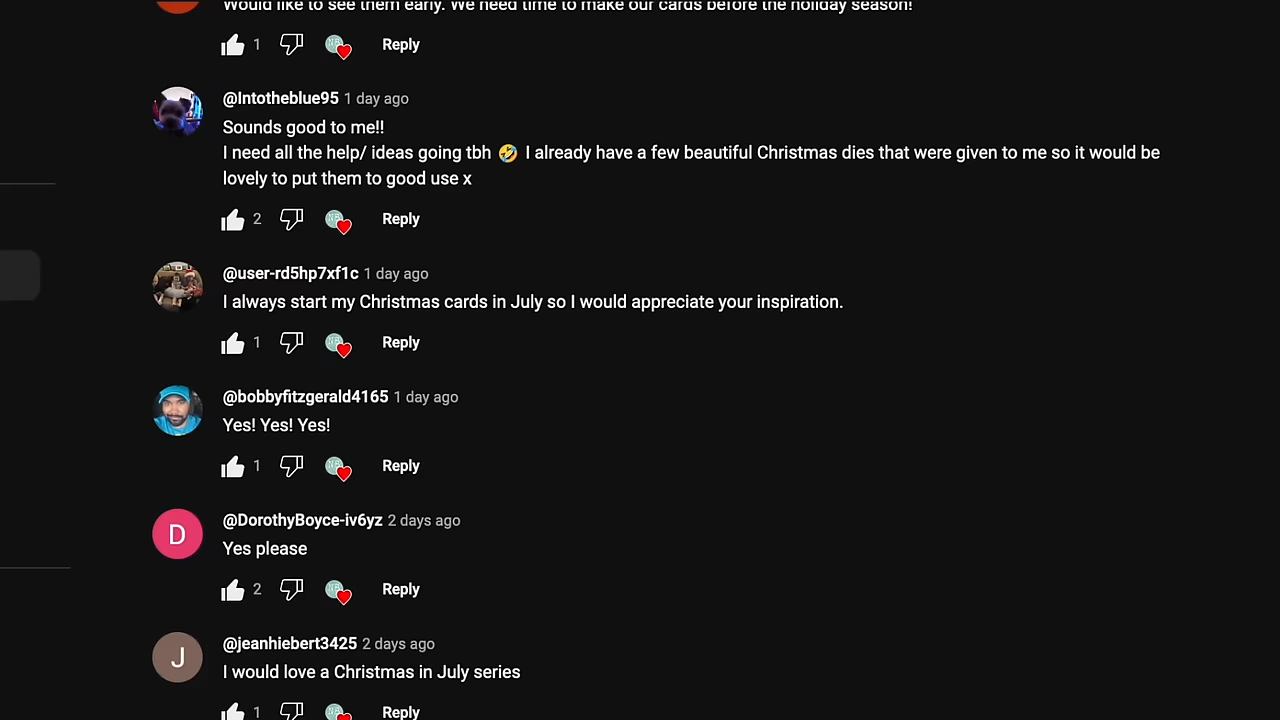 Would like to see them early. We need time to make our cards before the holiday season!
1 Reply
@Intotheblue95 1 day ago
Sounds good to me!!
I need all the help/ ideas going tbh 🤣 I already have a few beautiful Christmas dies that were given to me so it would be
lovely to put them to good use x
2 Reply
@user-rd5hp7xf1c 1 day ago
I always start my Christmas cards in July so I would appreciate your inspiration.
1 Reply
@bobbyfitzgerald4165 1 day ago
Yes! Yes! Yes!
1 Reply
D
@DorothyBoyce-iv6yz 2 days ago
Yes please
2 Reply
J
@jeanhiebert3425 2 days ago
I would love a Christmas in July series
1 Reply